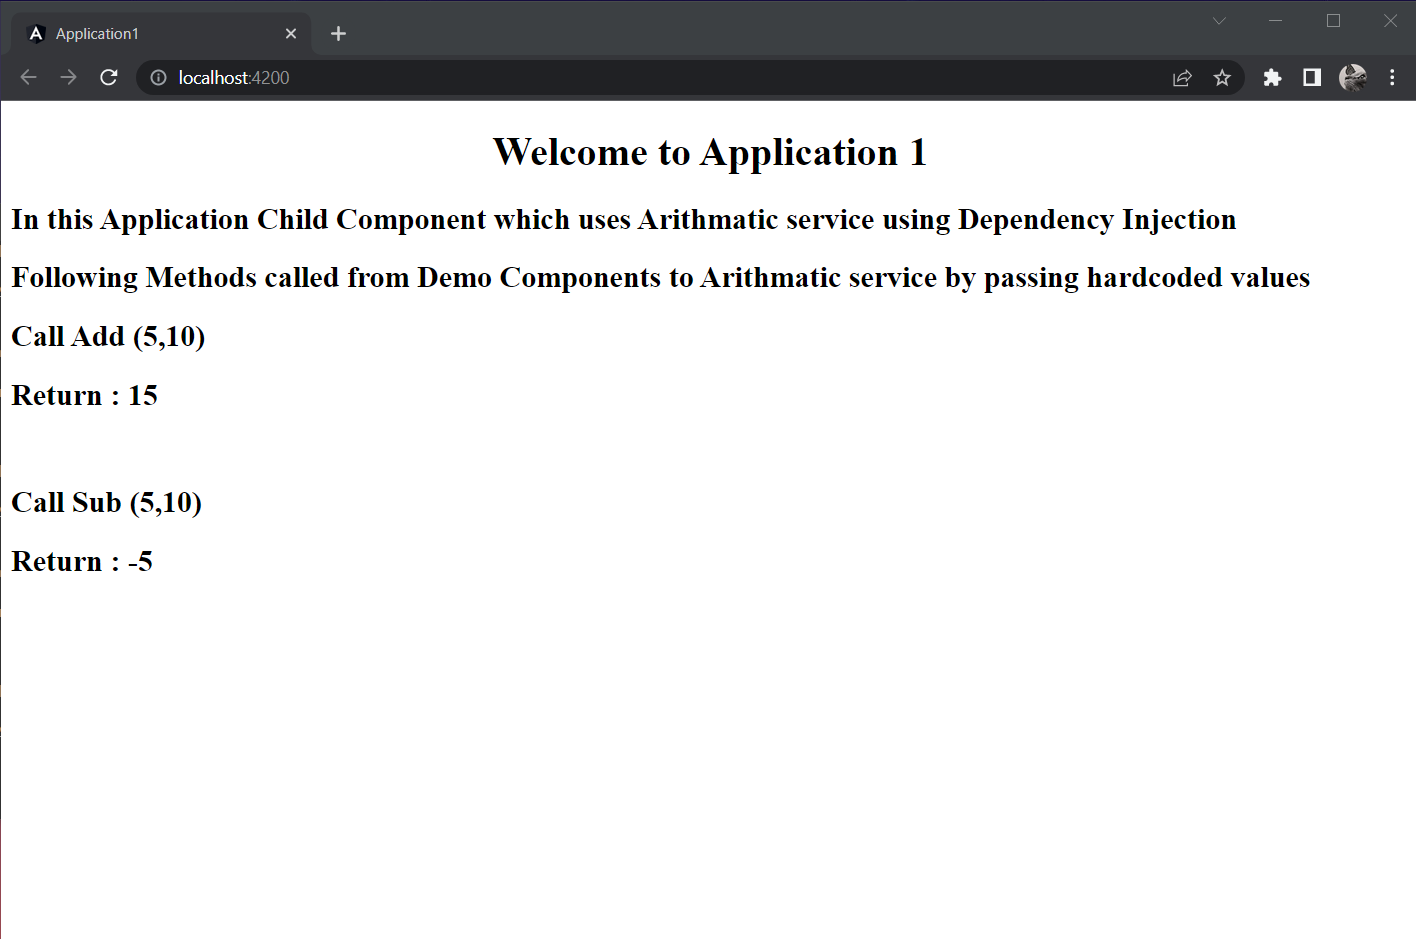 Application1
localhost:4200
Welcome to Application 1
In this Application Child Component which uses Arithmatic service using Dependency Injection
Following Methods called from Demo Components to Arithmatic service by passing hardcoded values
Call Add (5,10)
Return : 15
Call Sub (5,10)
Return : -5